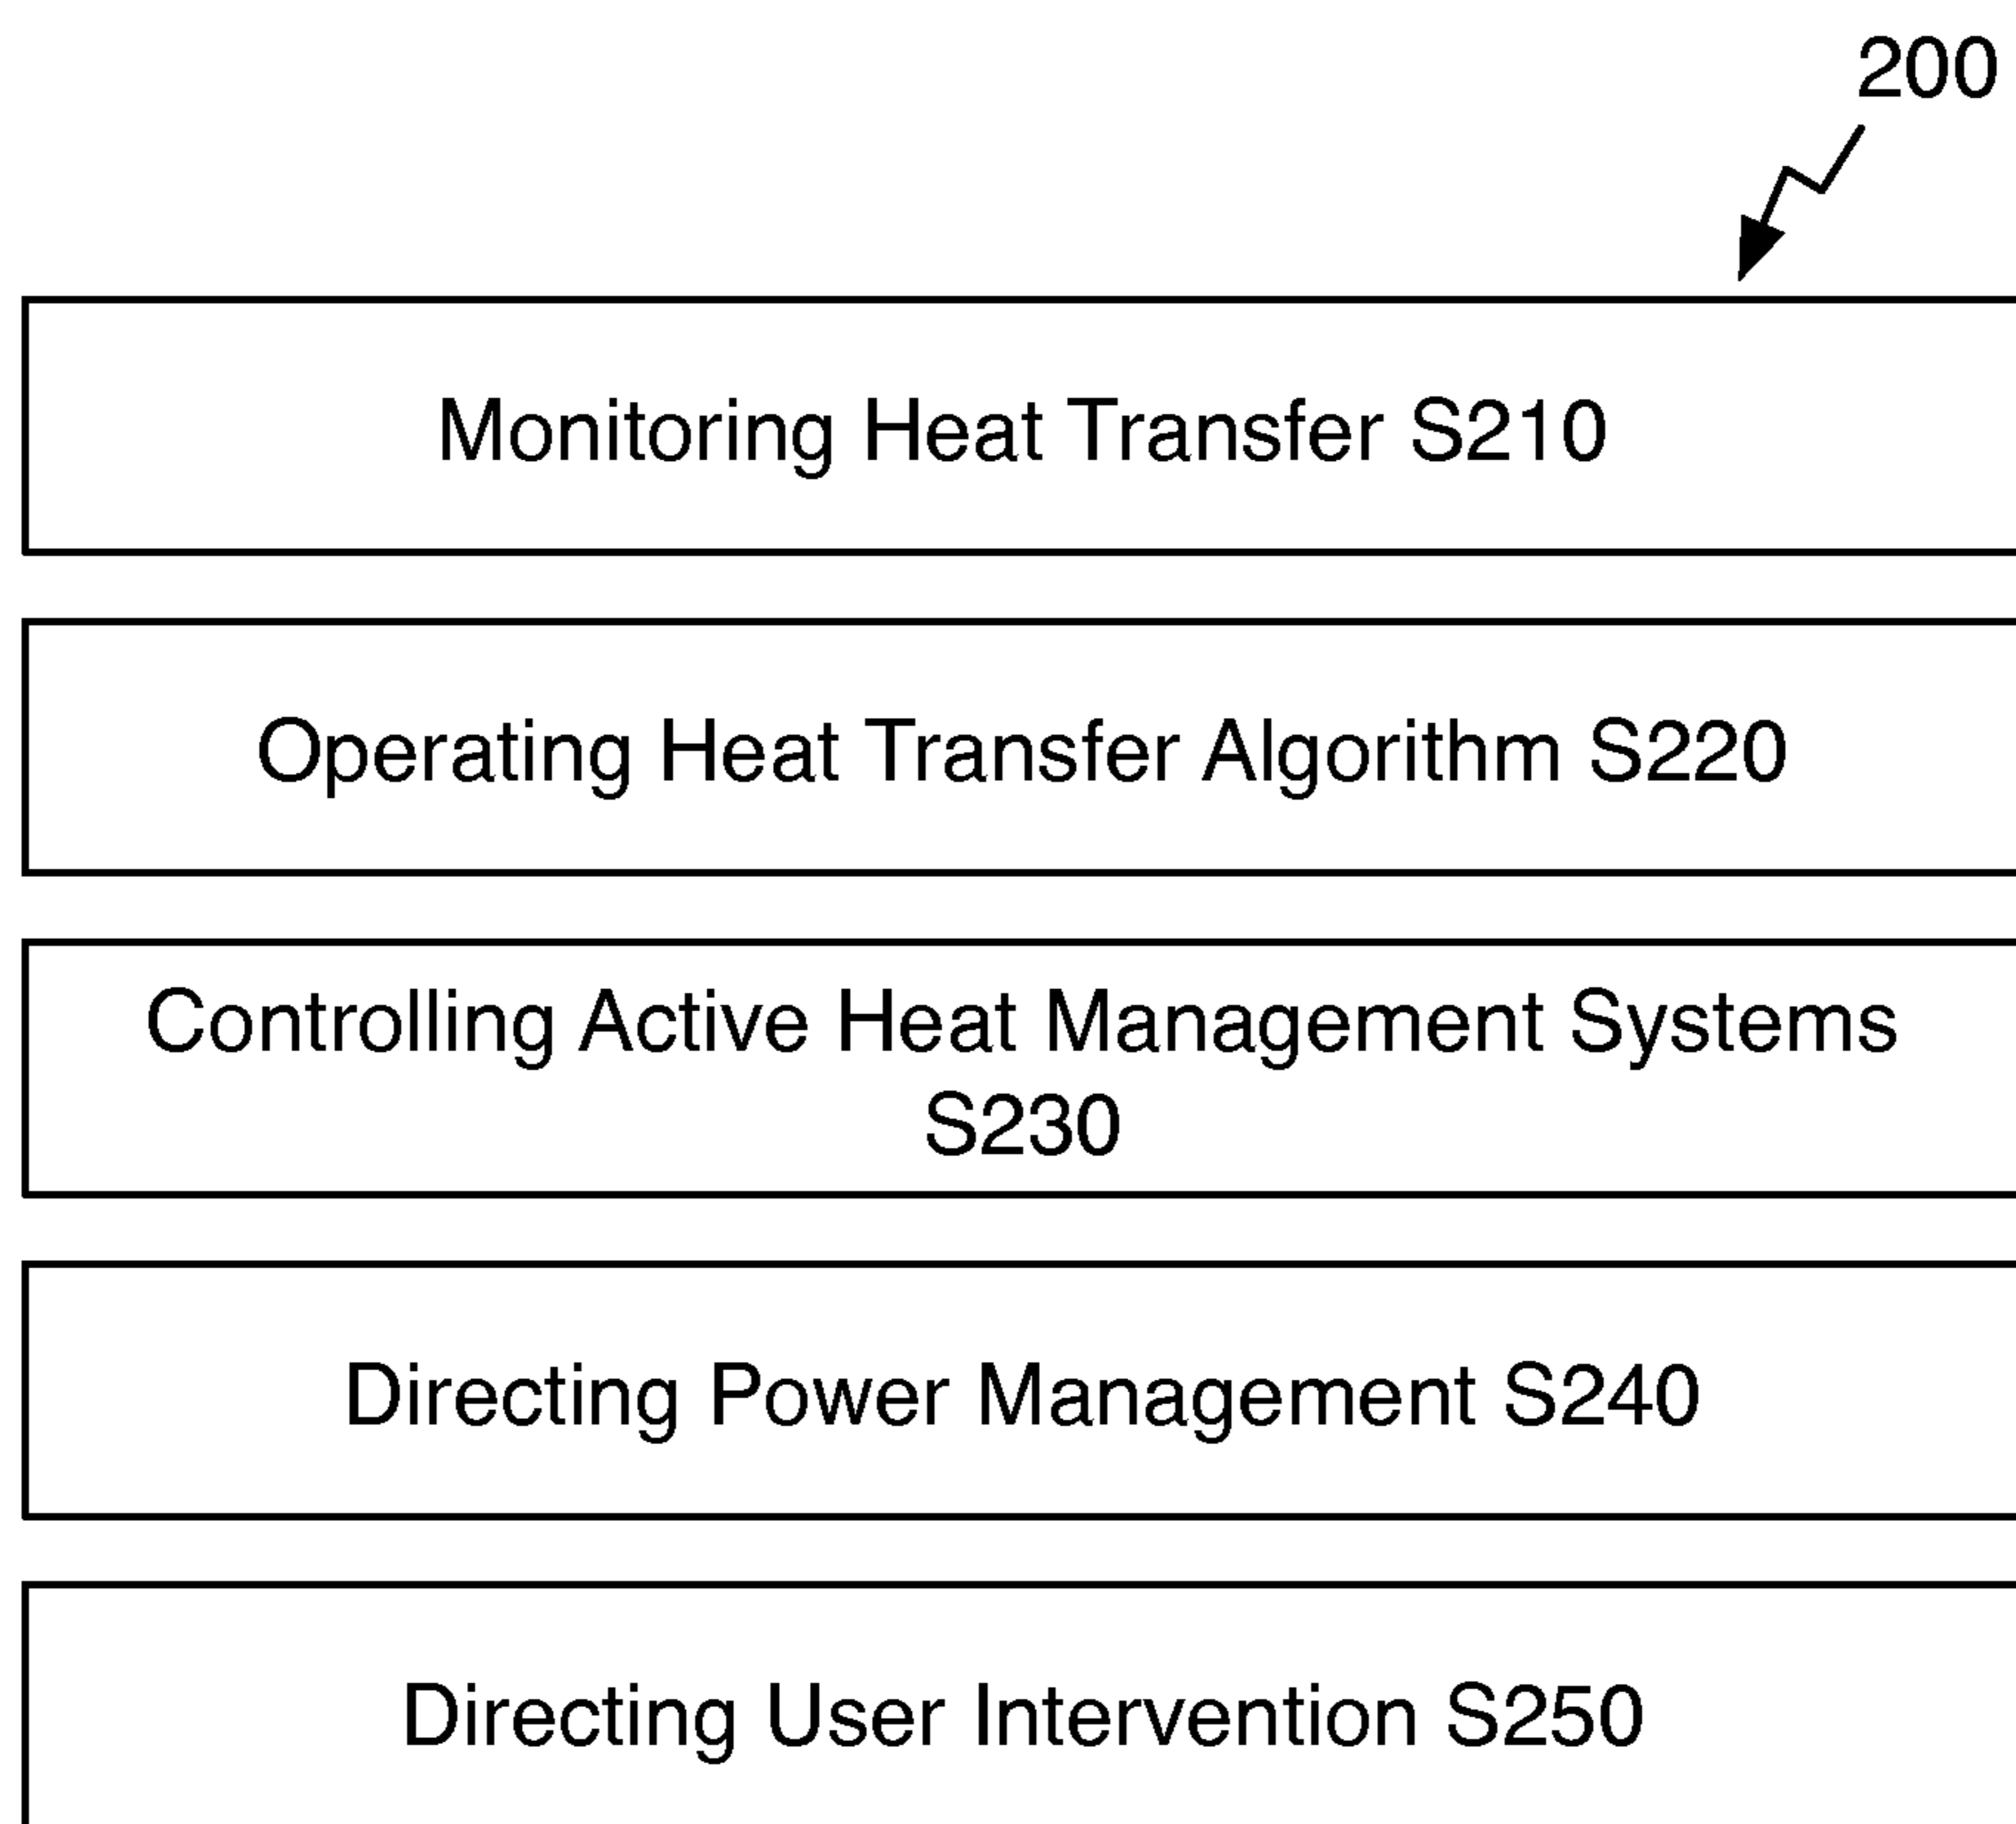 200
Monitoring Heat Transfer S210
Operating Heat Transfer Algorithm S220
Controlling Active Heat Management Systems
S230
Directing Power Management S240
Directing User Intervention S250